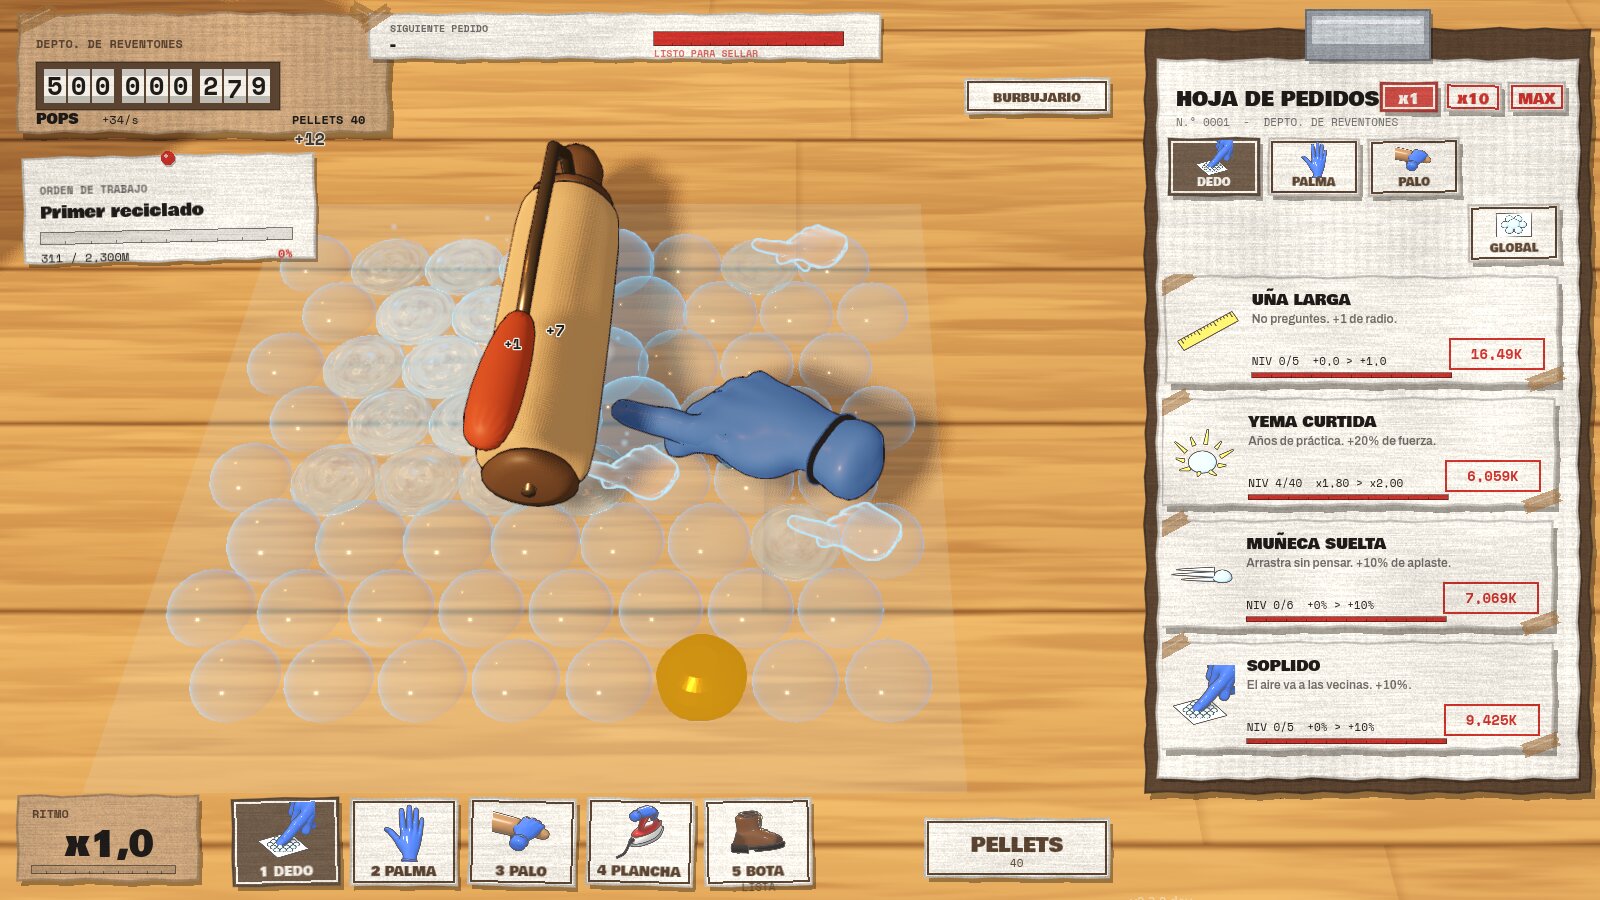 DEPTO. DE REVENTONES
500 000 279
POPS +34/s PELLETS 40
+12
SIGUIENTE PEDIDO
-
LISTO PARA SELLAR
BURBUJARIO
ORDEN DE TRABAJO
Primer reciclado
311 / 2,300M 0%
+7
+1
HOJA DE PEDIDOS x1 x10 MAX
N.º 0001 - DEPTO. DE REVENTONES
DEDO PALMA PALO
GLOBAL
UÑA LARGA
No preguntes. +1 de radio.
NIV 0/5 +0,0 > +1,0 16,49K
YEMA CURTIDA
Años de práctica. +20% de fuerza.
NIV 4/40 x1,80 > x2,00 6,059K
MUÑECA SUELTA
Arrastra sin pensar. +10% de aplaste.
NIV 0/6 +0% > +10% 7,069K
SOPLIDO
El aire va a las vecinas. +10%.
NIV 0/5 +0% > +10% 9,425K
RITMO
x1,0
1 DEDO 2 PALMA 3 PALO 4 PLANCHA 5 BOTA
LISTA
PELLETS
40